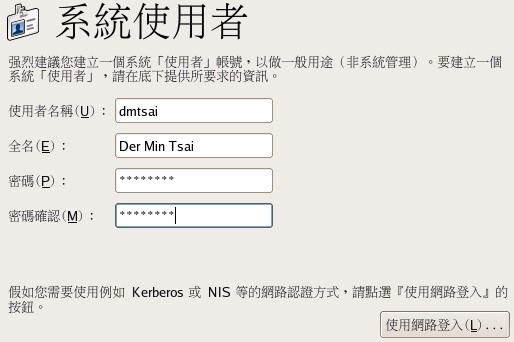 系統使用者
强烈建議您建立一個系統「使用者」帳號，以做一般用途（非系統管理）。要建立一個
系統「使用者」，請在底下提供所要求的資訊。
使用者名稱(U)： dmtsai
全名(E)： Der Min Tsai
密碼(P)： ********
密碼確認(M)： ********
假如您需要使用例如 Kerberos 或 NIS 等的網路認證方式，請點選『使用網路登入』的
按鈕。
使用網路登入(L)...